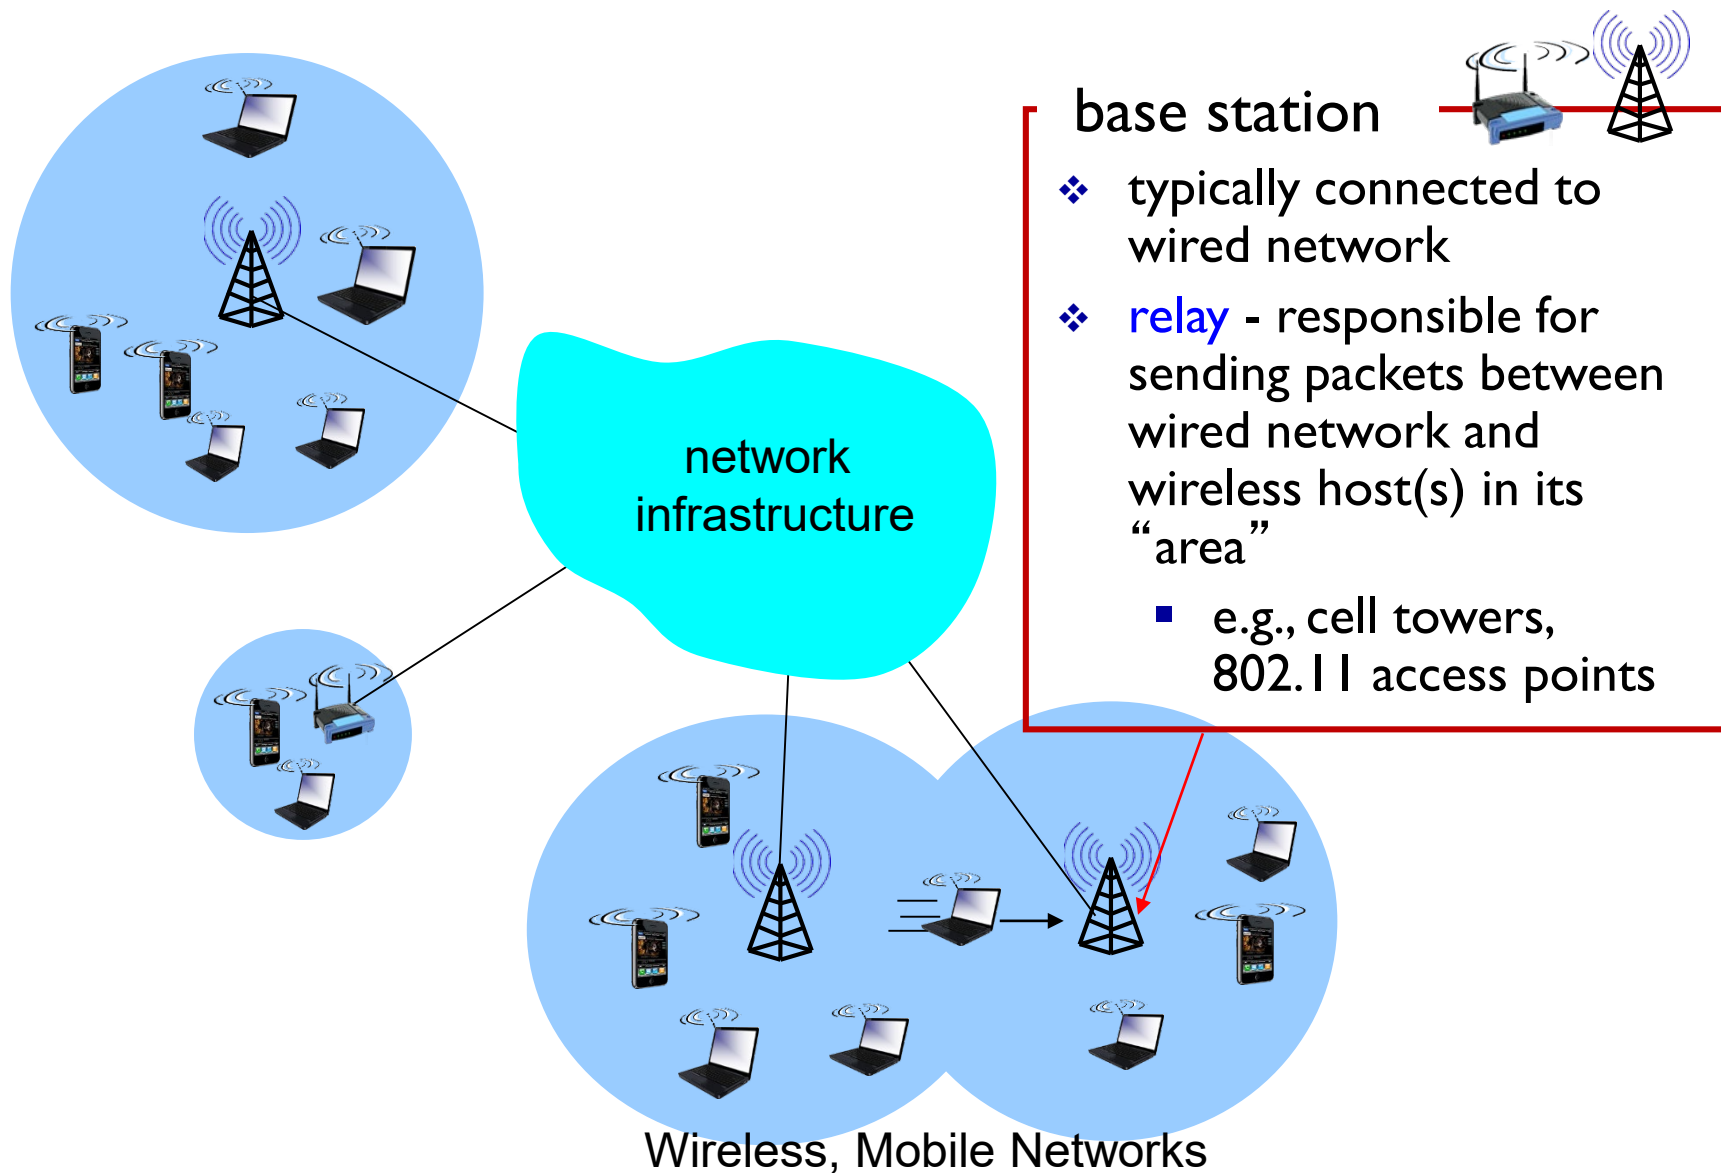 base station
❖ typically connected to
wired network
❖ relay - responsible for
sending packets between
wired network and
wireless host(s) in its
“area”
▪ e.g., cell towers,
802.11 access points
network
infrastructure
Wireless, Mobile Networks